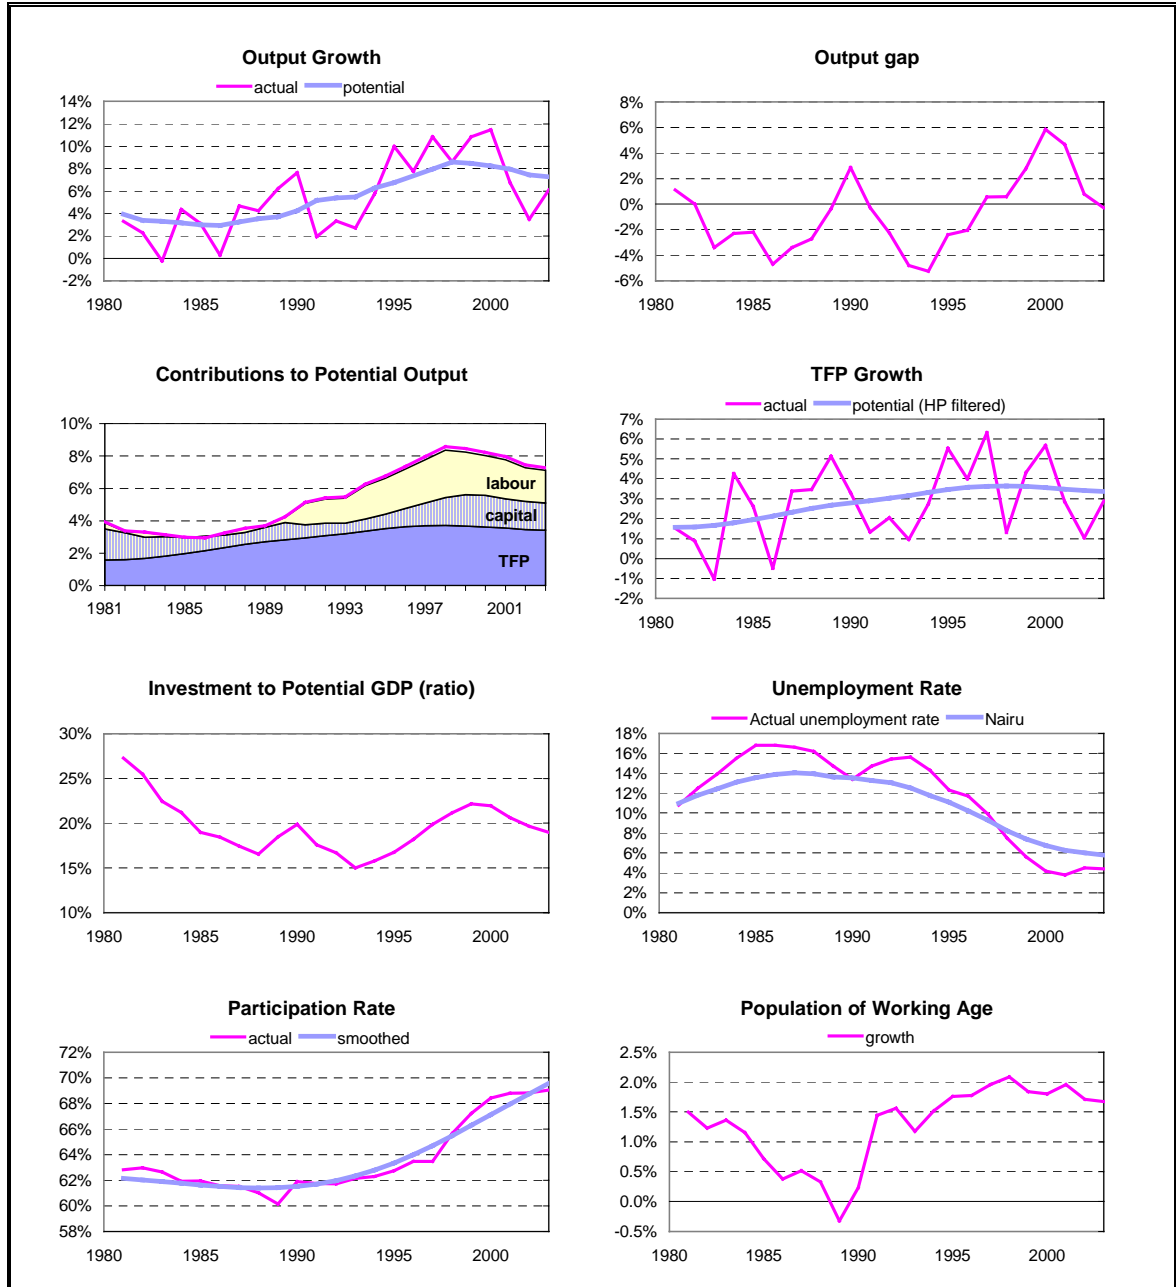 Output Growth
actual potential
14%
12%
10%
8%
6%
4%
2%
0%
-2%
1980 1985 1990 1995 2000
Output gap
8%
6%
4%
2%
0%
-2%
-4%
-6%
1980 1985 1990 1995 2000
Contributions to Potential Output
10%
8%
6%
4%
2%
0%
labour
capital
TFP
1981 1985 1989 1993 1997 2001
TFP Growth
actual potential (HP filtered)
7%
6%
5%
4%
3%
2%
1%
0%
-1%
-2%
1980 1985 1990 1995 2000
Investment to Potential GDP (ratio)
30%
25%
20%
15%
10%
1980 1985 1990 1995 2000
Unemployment Rate
Actual unemployment rate Nairu
18%
16%
14%
12%
10%
8%
6%
4%
2%
0%
1980 1985 1990 1995 2000
Participation Rate
actual smoothed
72%
70%
68%
66%
64%
62%
60%
58%
1980 1985 1990 1995 2000
Population of Working Age
growth
2.5%
2.0%
1.5%
1.0%
0.5%
0.0%
-0.5%
1980 1985 1990 1995 2000